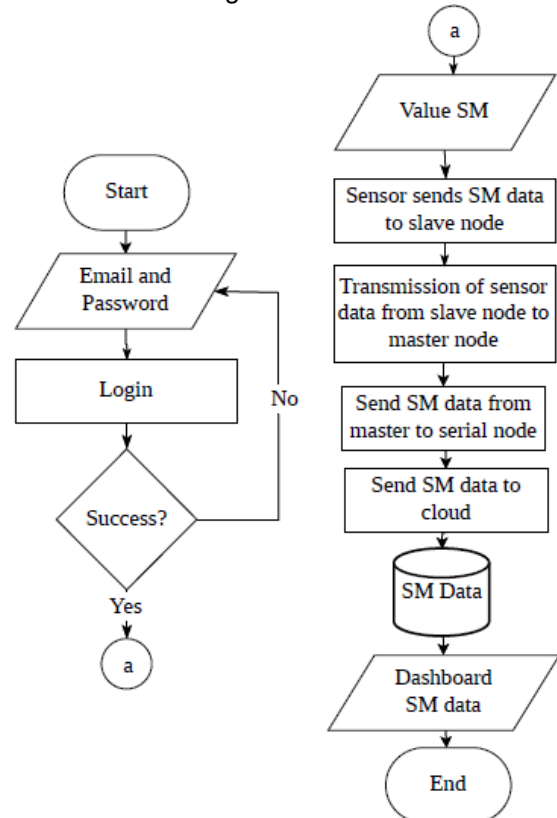 Start
Email and
Password
Login
No
Success?
Yes
a
a
Value SM
Sensor sends SM data
to slave node
Transmission of sensor
data from slave node to
master node
Send SM data from
master to serial node
Send SM data to
cloud
SM Data
Dashboard
SM data
End